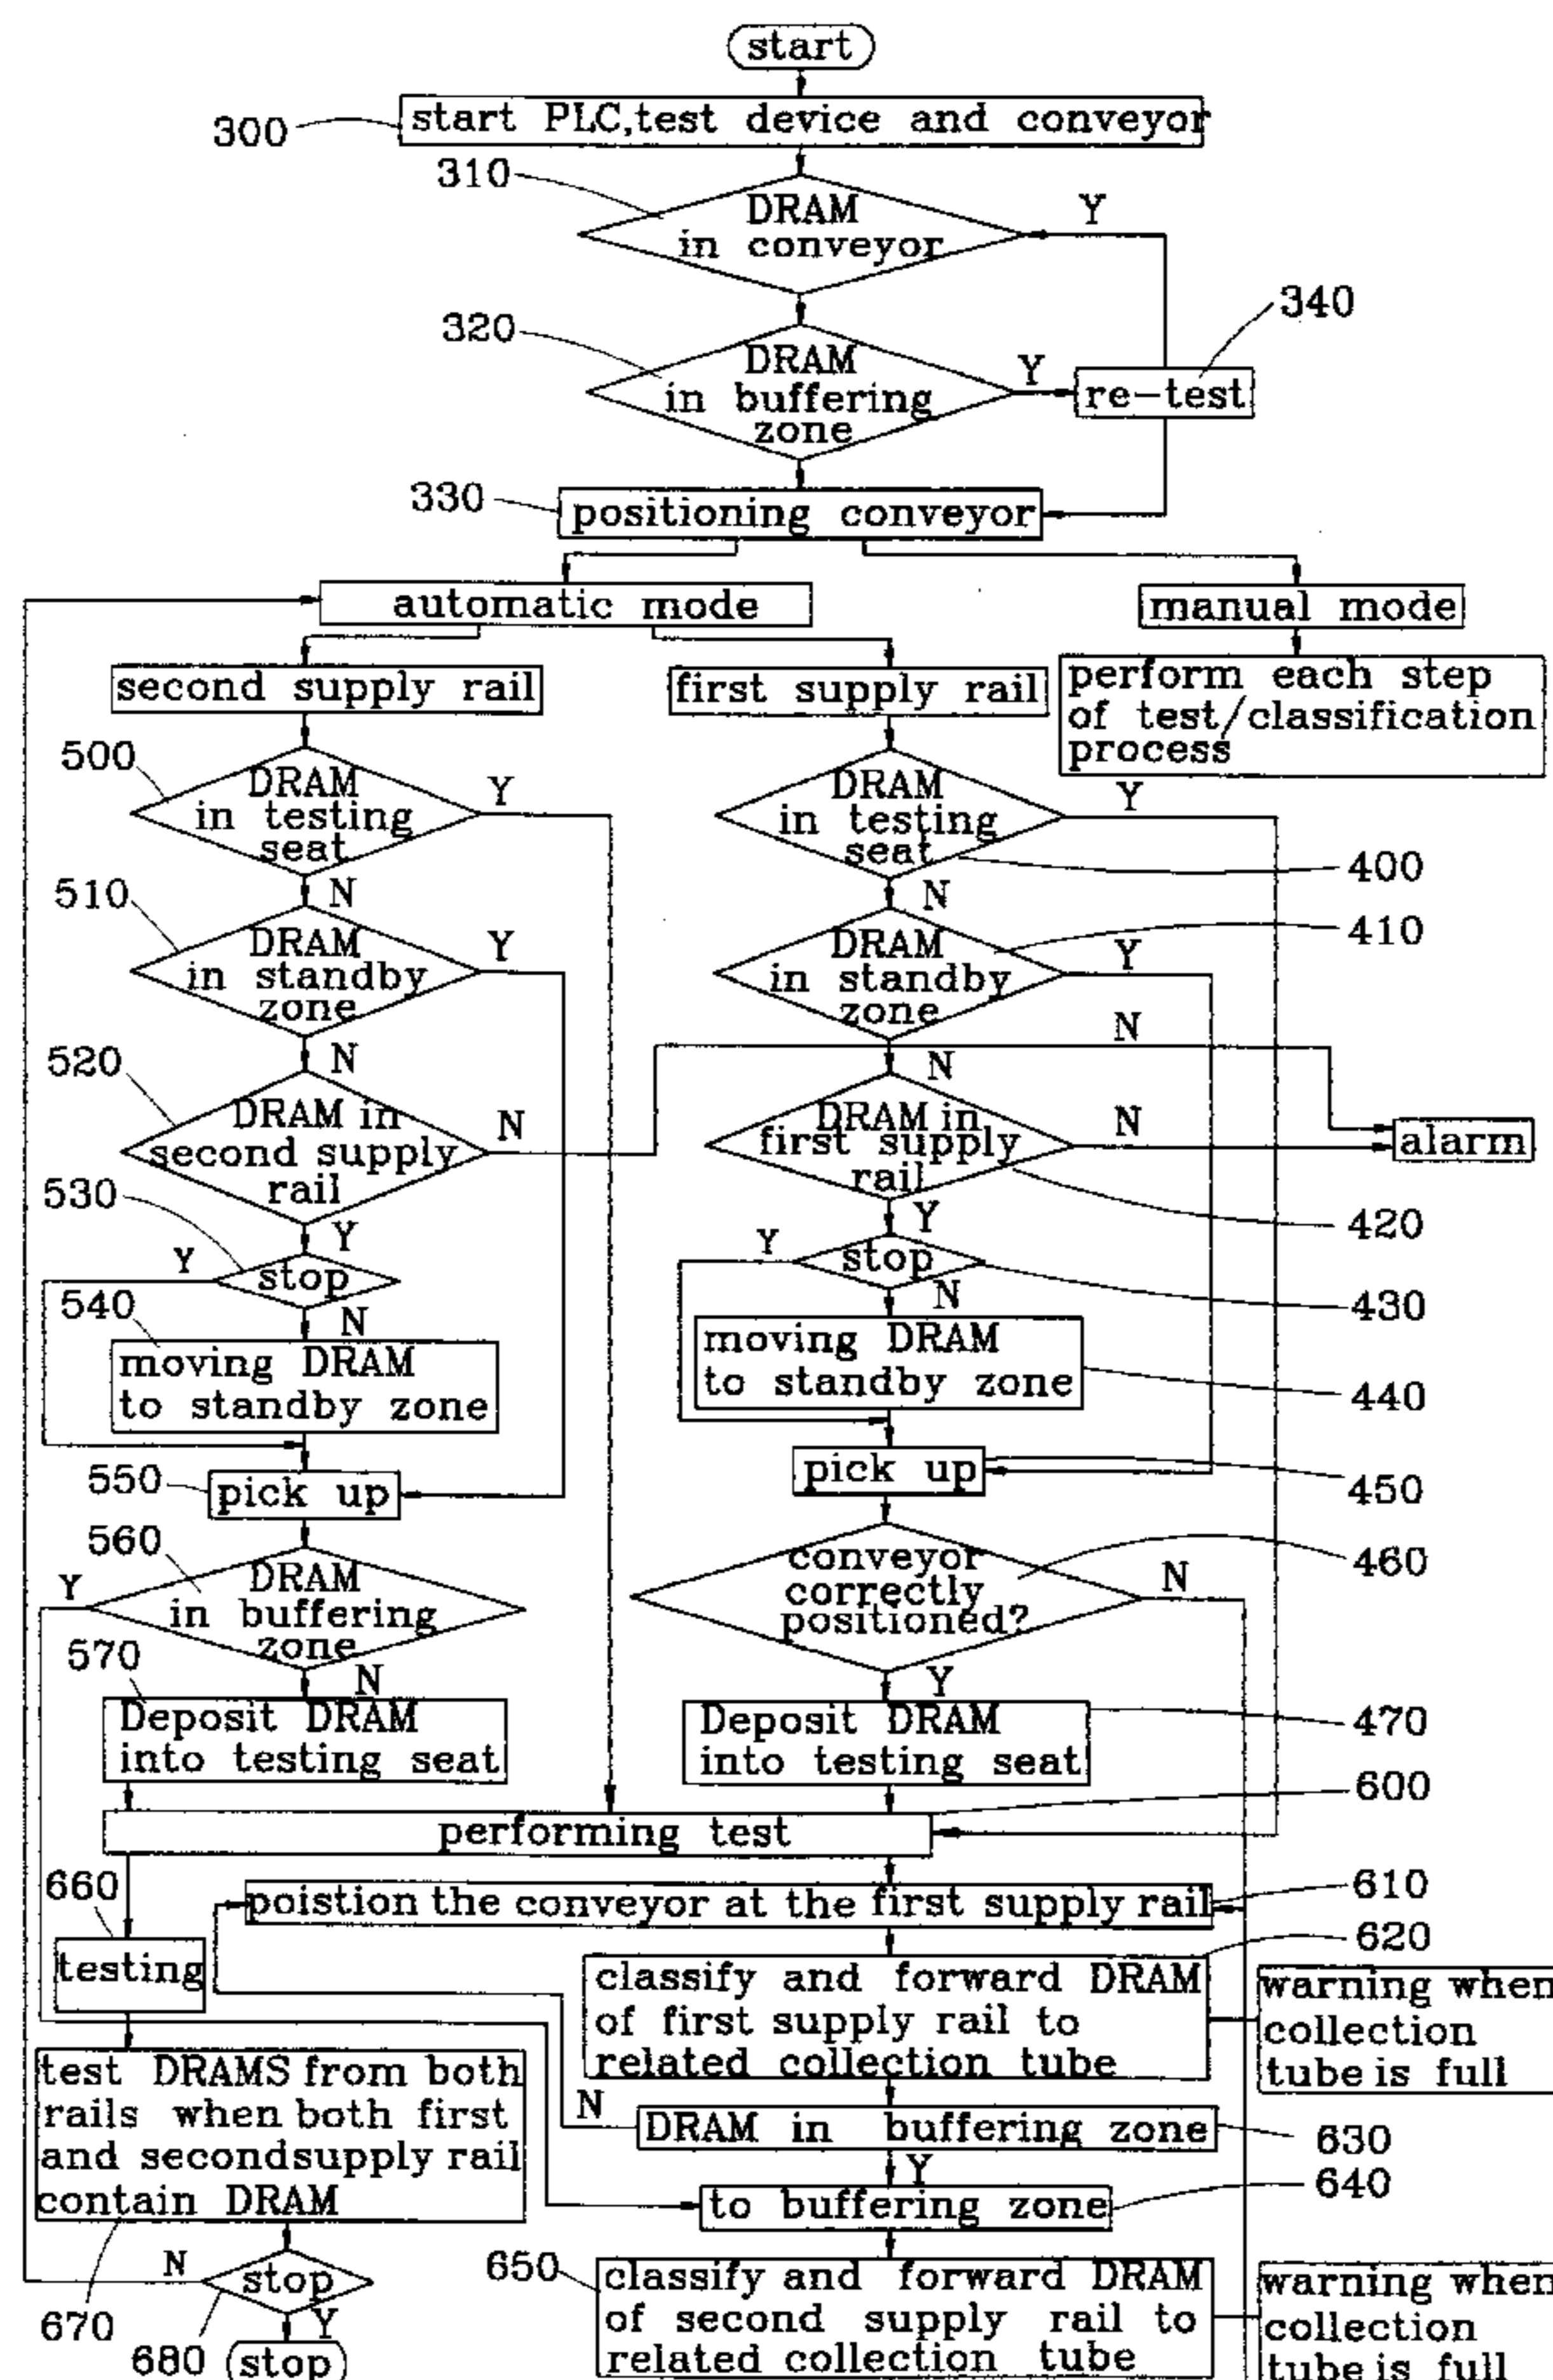 start
300
start PLC,test device and conveyor
310
DRAM
in conveyor
Y
320
DRAM
in buffering
zone
Y
340
re-test
330
positioning conveyor
automatic mode
manual mode
second supply rail
first supply rail
perform each step
of test/classification
process
500
DRAM
in testing
seat
Y
N
DRAM
in testing
seat
Y
400
N
510
DRAM
in standby
zone
Y
N
DRAM
in standby
zone
410
Y
N
N
520
DRAM in
second supply
rail
N
Y
DRAM in
first supply
rail
N
alarm
420
Y
530
Y
stop
N
Y
stop
N
430
540
moving DRAM
to standby zone
moving DRAM
to standby zone
440
550
pick up
pick up
450
560
Y
DRAM
in buffering
zone
N
conveyor
correctly
positioned?
460
N
Y
570
Deposit DRAM
into testing seat
Deposit DRAM
into testing seat
470
600
performing test
660
testing
poistion the conveyor at the first supply rail
610
620
classify and forward DRAM
of first supply rail to
related collection tube
warning when
collection
tube is full
test DRAMS from both
rails when both first
and secondsupply rail
contain DRAM
N
DRAM in buffering zone
630
Y
to buffering zone
640
670
N
stop
Y
680
stop
650
classify and forward DRAM
of second supply rail to
related collection tube
warning when
collection
tube is full